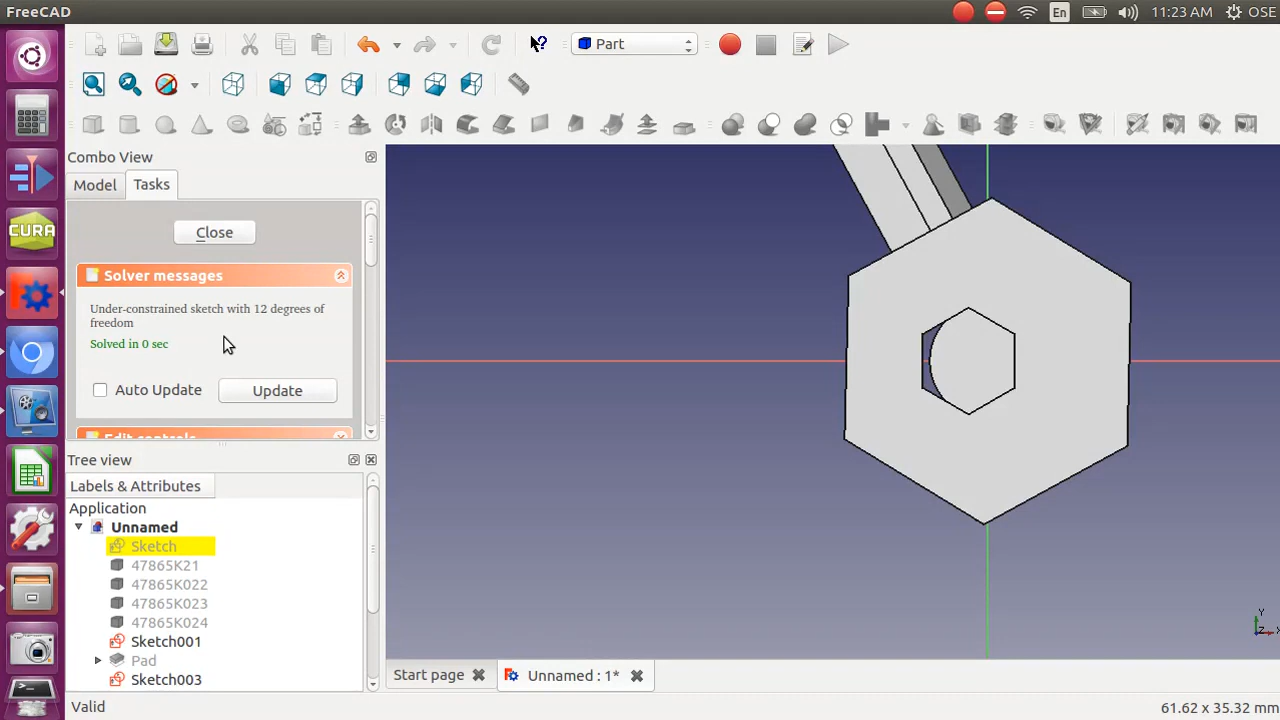 FreeCAD
En
11:23 AM
OSE
Part
Combo View
Model
Tasks
Close
Solver messages
Under-constrained sketch with 12 degrees of
freedom
Solved in 0 sec
Auto Update
Update
Edit controls
Tree view
Labels & Attributes
Application
Unnamed
Sketch
47865K21
47865K022
47865K023
47865K024
Sketch001
Pad
Sketch003
CURA
Y
Z
X
Start page
Unnamed : 1*
Valid
61.62 x 35.32 mm